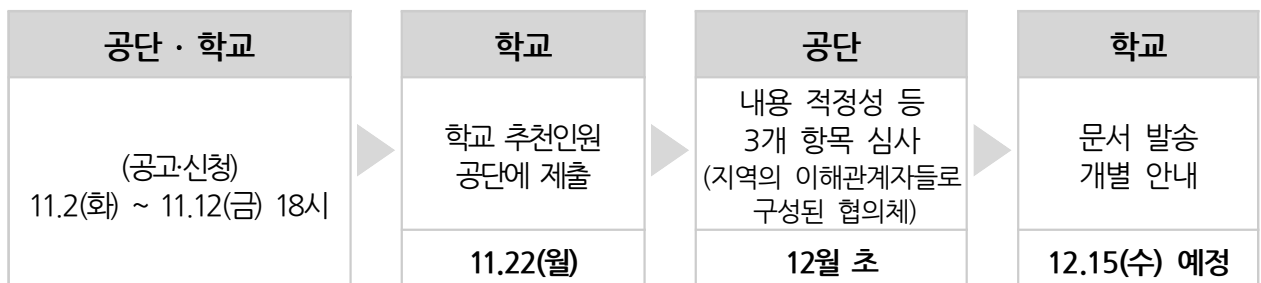 공단 · 학교
(공고·신청)
11.2(화) ~ 11.12(금) 18시
학교
학교 추천인원
공단에 제출
11.22(월)
공단
내용 적정성 등
3개 항목 심사
(지역의 이해관계자들로
구성된 협의체)
12월 초
학교
문서 발송
개별 안내
12.15(수) 예정